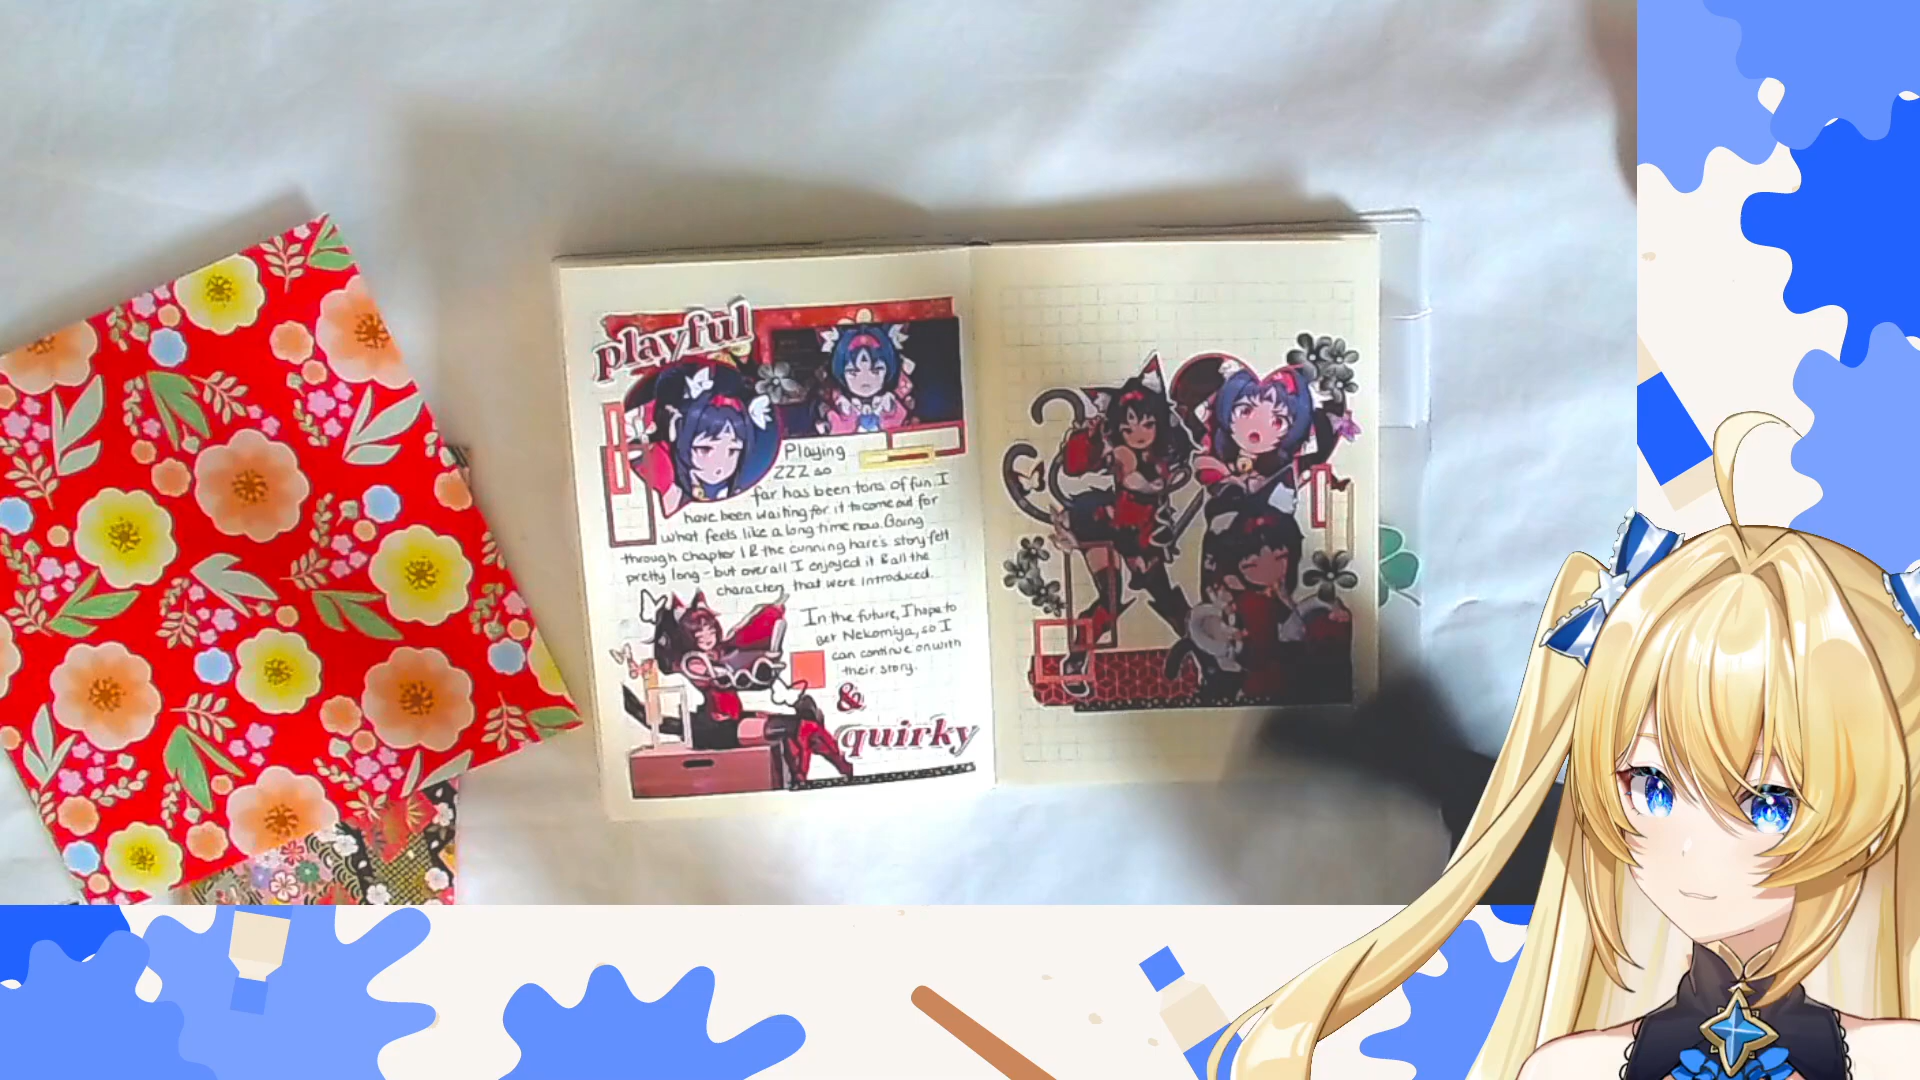 playful
Playing
ZZZ so
far has been tons of fun. I
have been waiting for it to come out for
what feels like a long time now. Going
through chapter 1 & the cunning hare's story felt
pretty long - but overall I enjoyed it & all the
characters that were introduced.
In the future, I hope to
get Nekomiya, so I
can continue on with
their story.
&
quirky